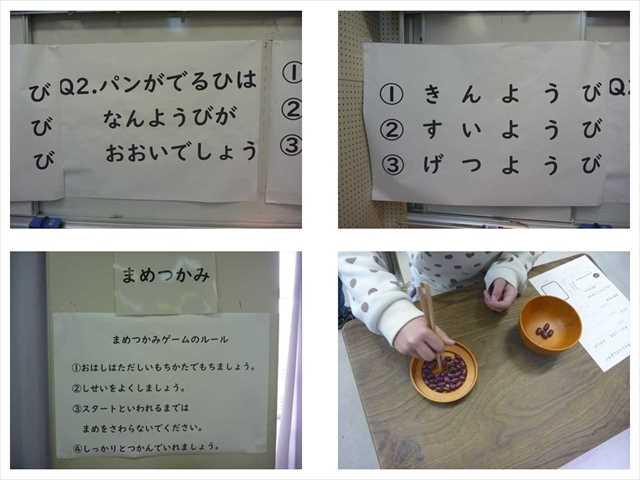 び
び
び
Q2.パンがでるひは
なんようびが
おおいでしょう
①
②
③
①きんようび
②すいようび
③げつようび
Q2
まめつかみ
まめつかみゲームのルール
①おはしはただしいもちかたでもちましょう。
②しせいをよくしましょう。
③スタートといわれるまでは
まめをさわらないでください。
④しっかりとつかんでいれましょう。